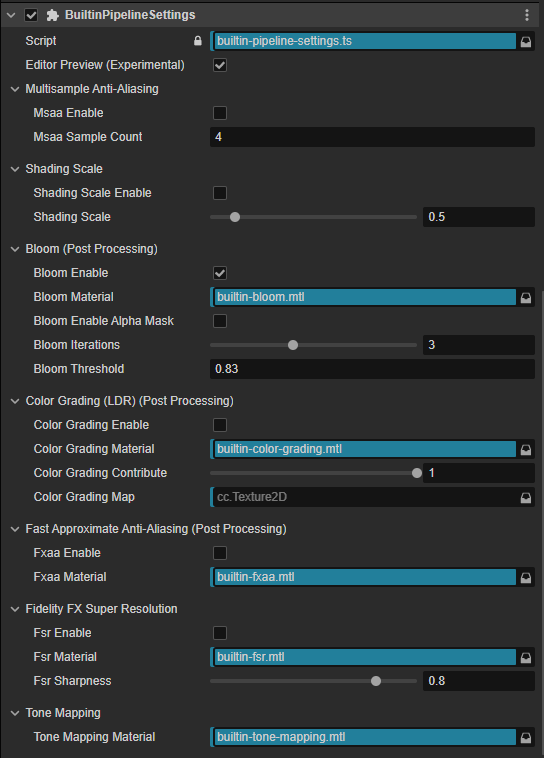 BuiltinPipelineSettings
Script builtin-pipeline-settings.ts
Editor Preview (Experimental)
Multisample Anti-Aliasing
Msaa Enable
Msaa Sample Count 4
Shading Scale
Shading Scale Enable
Shading Scale 0.5
Bloom (Post Processing)
Bloom Enable
Bloom Material builtin-bloom.mtl
Bloom Enable Alpha Mask
Bloom Iterations 3
Bloom Threshold 0.83
Color Grading (LDR) (Post Processing)
Color Grading Enable
Color Grading Material builtin-color-grading.mtl
Color Grading Contribute 1
Color Grading Map cc.Texture2D
Fast Approximate Anti-Aliasing (Post Processing)
Fxaa Enable
Fxaa Material builtin-fxaa.mtl
Fidelity FX Super Resolution
Fsr Enable
Fsr Material builtin-fsr.mtl
Fsr Sharpness 0.8
Tone Mapping
Tone Mapping Material builtin-tone-mapping.mtl